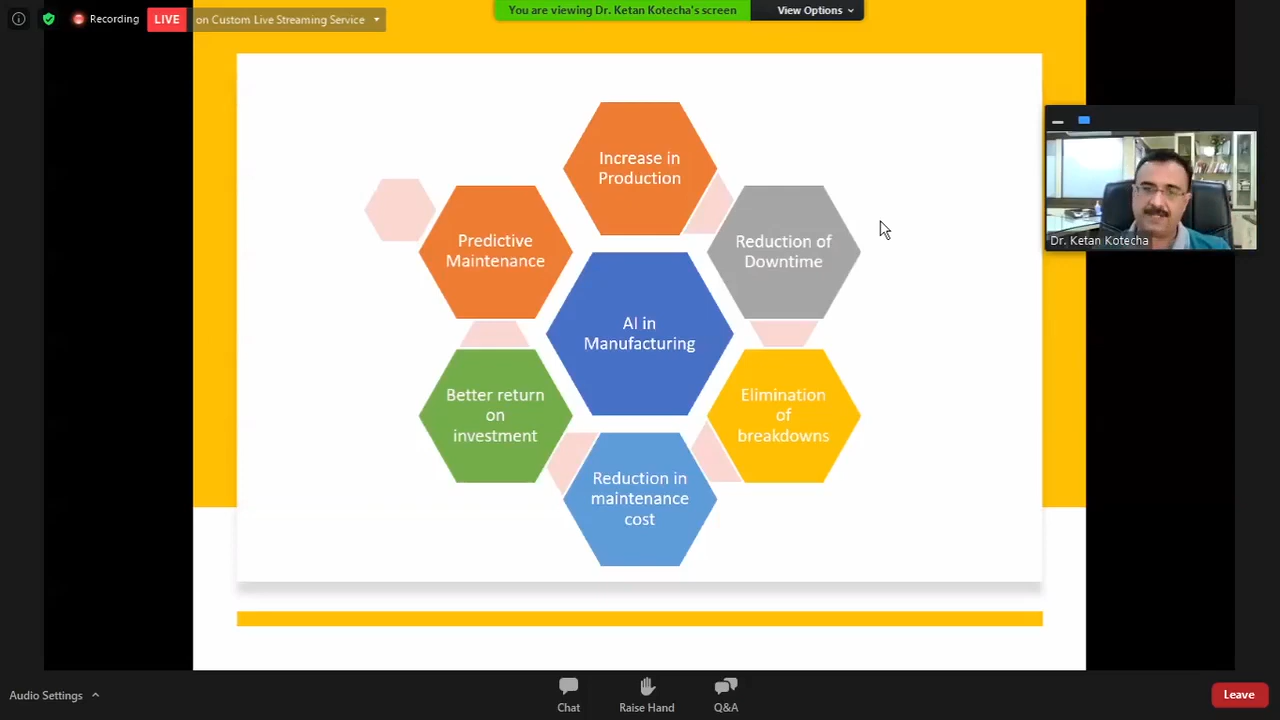 Recording
LIVE
on Custom Live Streaming Service
You are viewing Dr. Ketan Kotecha's screen
View Options
Increase in
Production
Predictive
Maintenance
Reduction of
Downtime
AI in
Manufacturing
Better return
on
investment
Elimination
of
breakdowns
Reduction in
maintenance
cost
Dr. Ketan Kotecha
Audio Settings
Chat
Raise Hand
Q&A
Leave